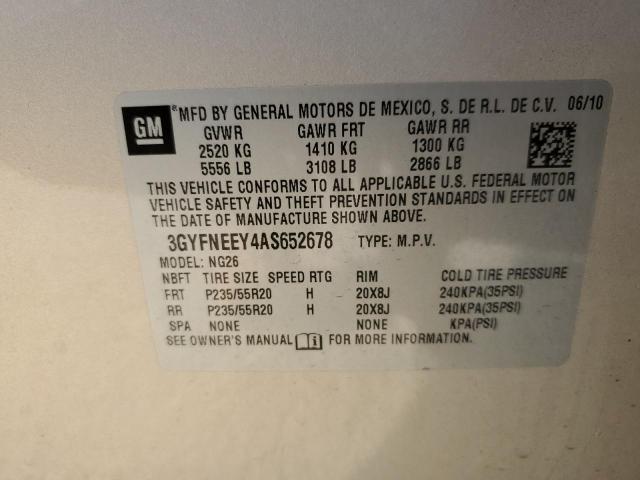 GM ® MFD BY GENERAL MOTORS DE MEXICO, S. DE R.L. DE C.V. 06/10
GVWR GAWR FRT GAWR RR
2520 KG 1410 KG 1300 KG
5556 LB 3108 LB 2866 LB
THIS VEHICLE CONFORMS TO ALL APPLICABLE U.S. FEDERAL MOTOR
VEHICLE SAFETY AND THEFT PREVENTION STANDARDS IN EFFECT ON
THE DATE OF MANUFACTURE SHOWN ABOVE.
3GYFNEEY4AS652678 TYPE: M.P.V.
MODEL: NG26
NBFT TIRE SIZE SPEED RTG RIM COLD TIRE PRESSURE
FRT P235/55R20 H 20X8J 240KPA(35PSI)
RR P235/55R20 H 20X8J 240KPA(35PSI)
SPA NONE NONE KPA(PSI)
SEE OWNER'S MANUAL i FOR MORE INFORMATION.